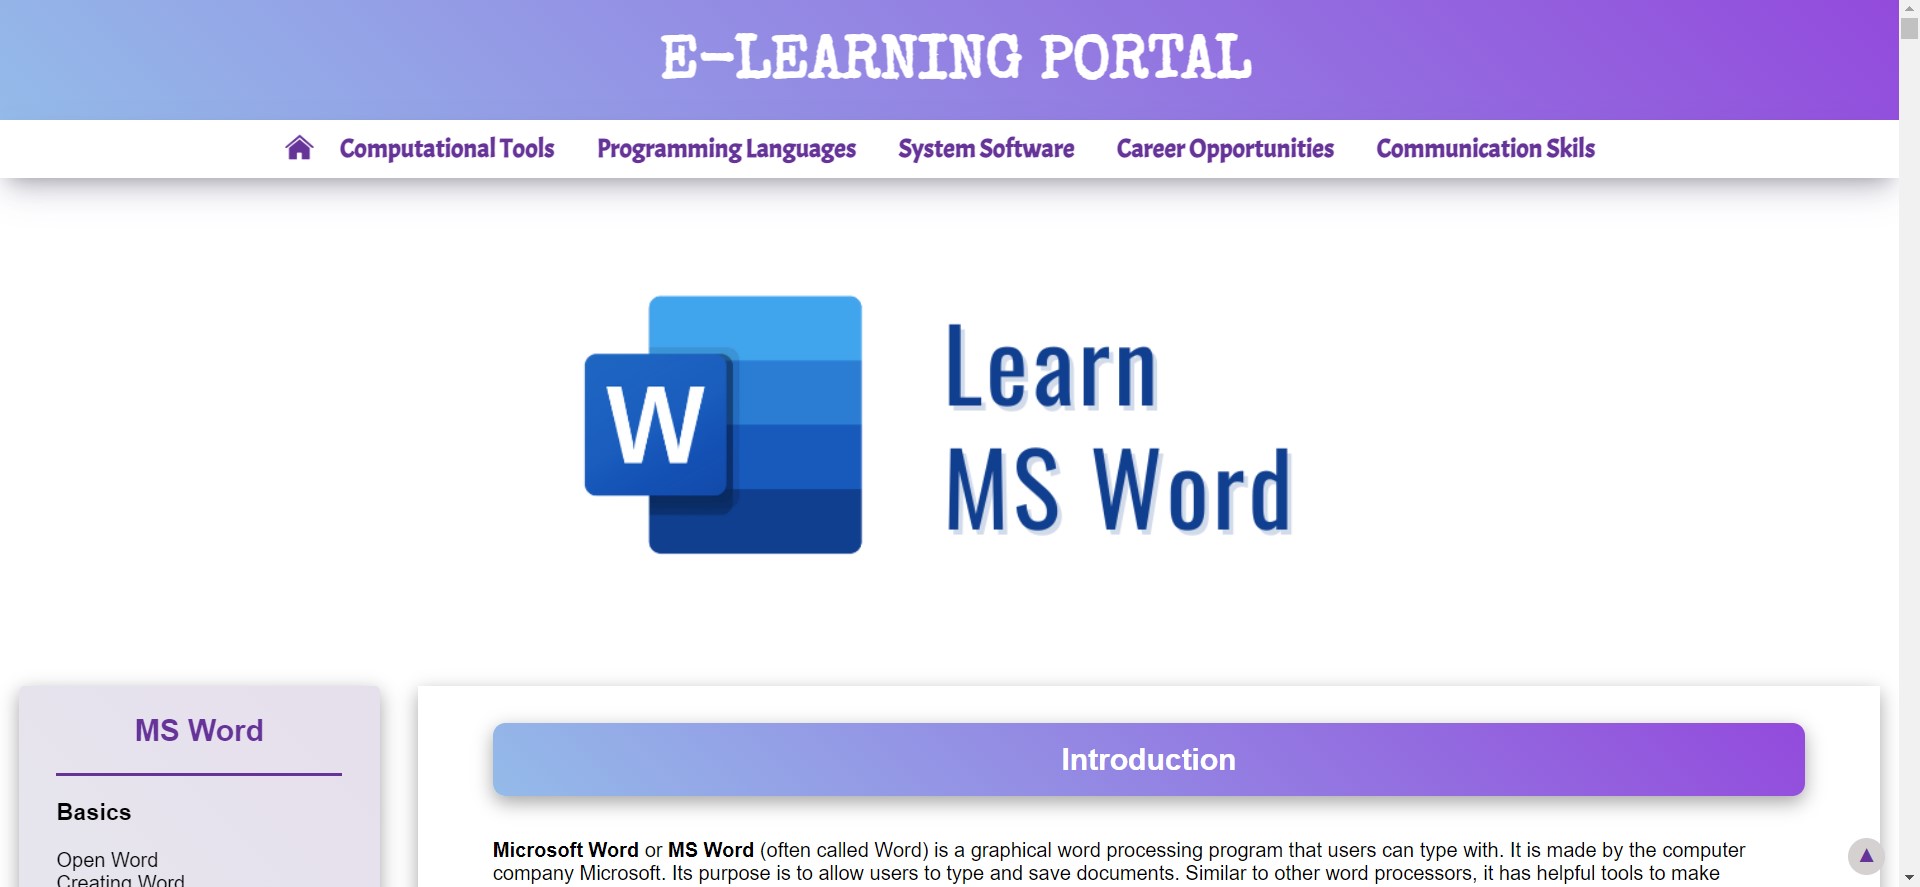 E-LEARNING PORTAL
Computational Tools Programming Languages System Software Career Opportunities Communication Skils
W
Learn
MS Word
MS Word
Basics
Open Word
Creating Word
Introduction
Microsoft Word or MS Word (often called Word) is a graphical word processing program that users can type with. It is made by the computer
company Microsoft. Its purpose is to allow users to type and save documents. Similar to other word processors, it has helpful tools to make